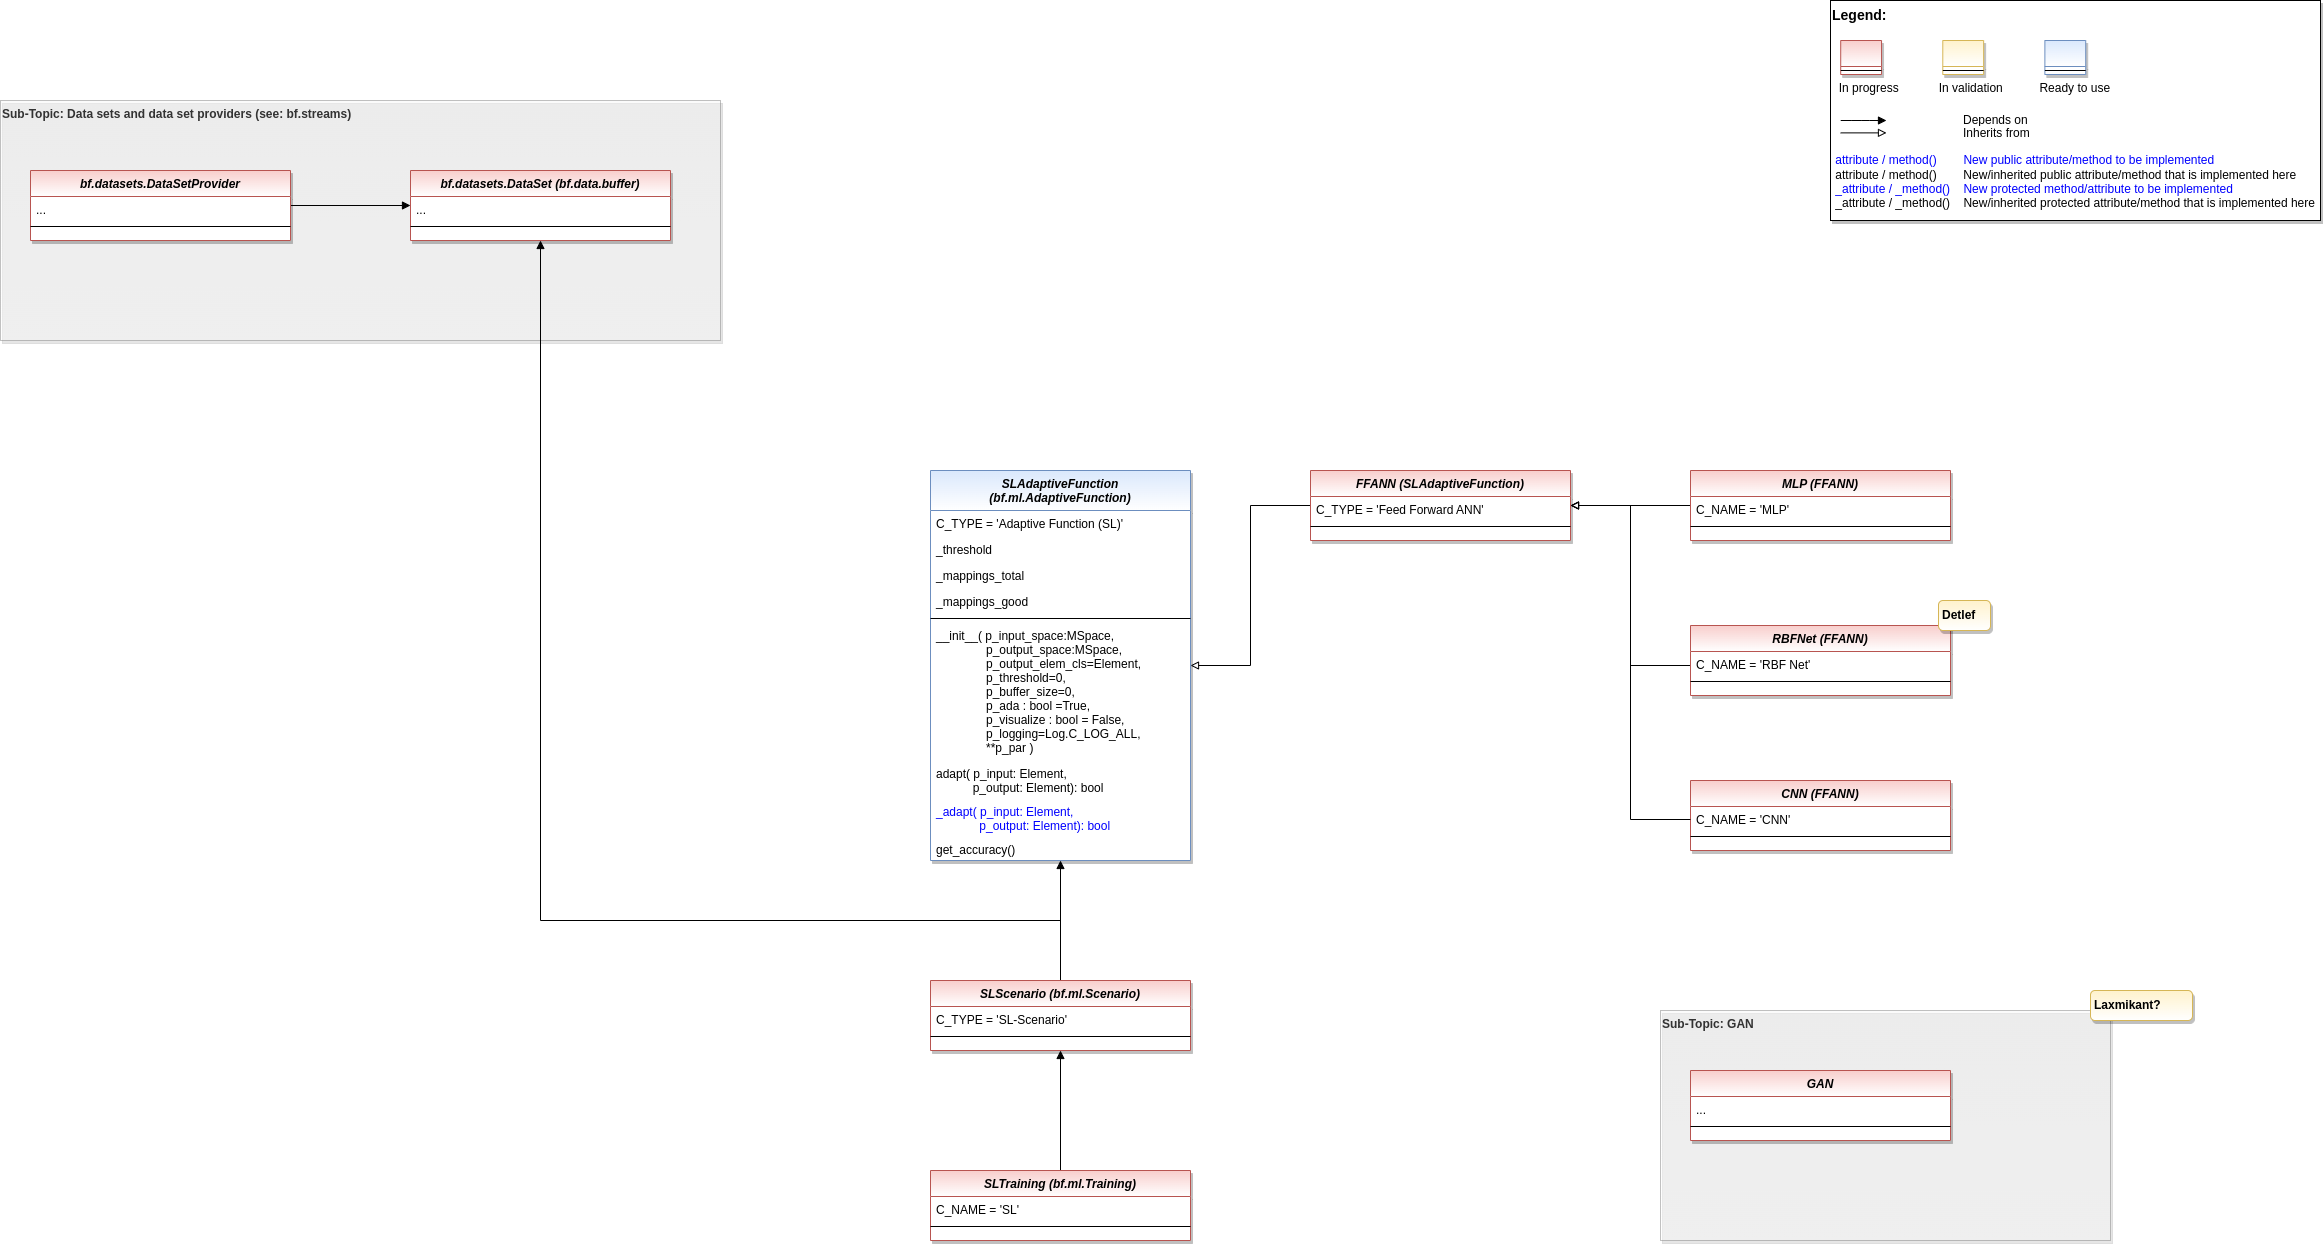 Legend:
In progress
In validation
Ready to use
Depends on
Inherits from
attribute / method() New public attribute/method to be implemented
attribute / method() New/inherited public attribute/method that is implemented here
_attribute / _method() New protected method/attribute to be implemented
_attribute / _method() New/inherited protected attribute/method that is implemented here
Sub-Topic: Data sets and data set providers (see: bf.streams)
bf.datasets.DataSetProvider
...
bf.datasets.DataSet (bf.data.buffer)
...
SLAdaptiveFunction
(bf.ml.AdaptiveFunction)
C_TYPE = 'Adaptive Function (SL)'
_threshold
_mappings_total
_mappings_good
__init__( p_input_space:MSpace,
p_output_space:MSpace,
p_output_elem_cls=Element,
p_threshold=0,
p_buffer_size=0,
p_ada : bool =True,
p_visualize : bool = False,
p_logging=Log.C_LOG_ALL,
**p_par )
adapt( p_input: Element,
p_output: Element): bool
_adapt( p_input: Element,
p_output: Element): bool
get_accuracy()
FFANN (SLAdaptiveFunction)
C_TYPE = 'Feed Forward ANN'
MLP (FFANN)
C_NAME = 'MLP'
Detlef
RBFNet (FFANN)
C_NAME = 'RBF Net'
CNN (FFANN)
C_NAME = 'CNN'
SLScenario (bf.ml.Scenario)
C_TYPE = 'SL-Scenario'
SLTraining (bf.ml.Training)
C_NAME = 'SL'
Laxmikant?
Sub-Topic: GAN
GAN
...